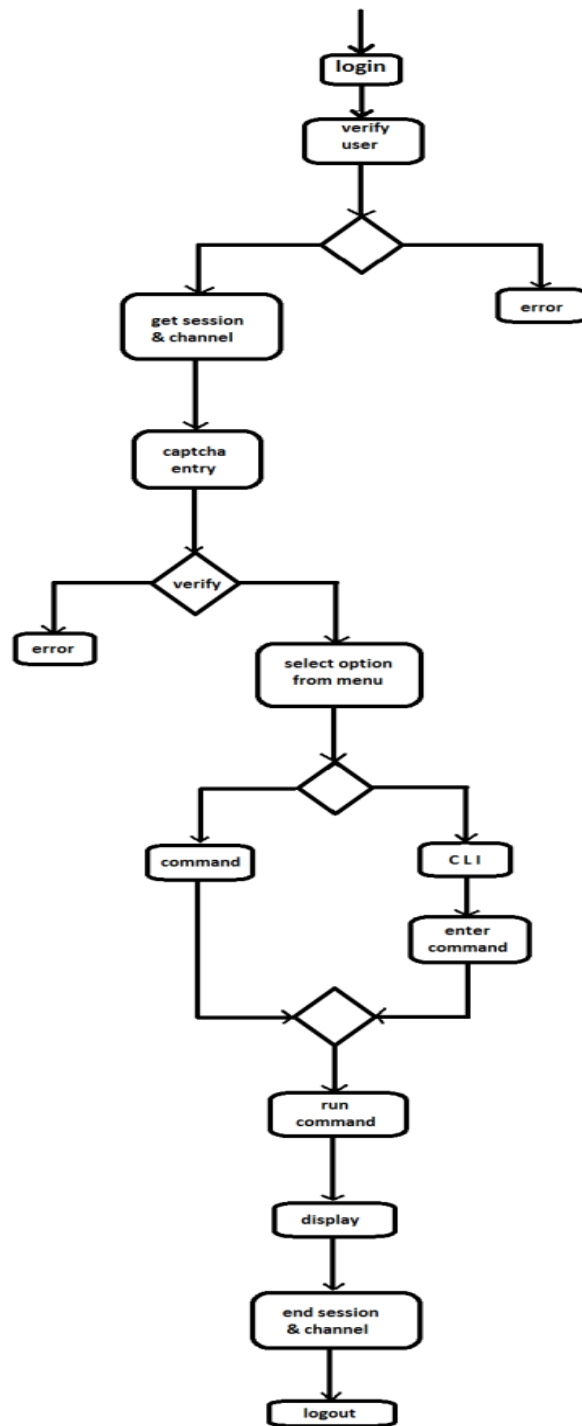 login
verify
user
get session
& channel
error
captcha
entry
verify
error
select option
from menu
command
C L I
enter
command
run
command
display
end session
& channel
logout